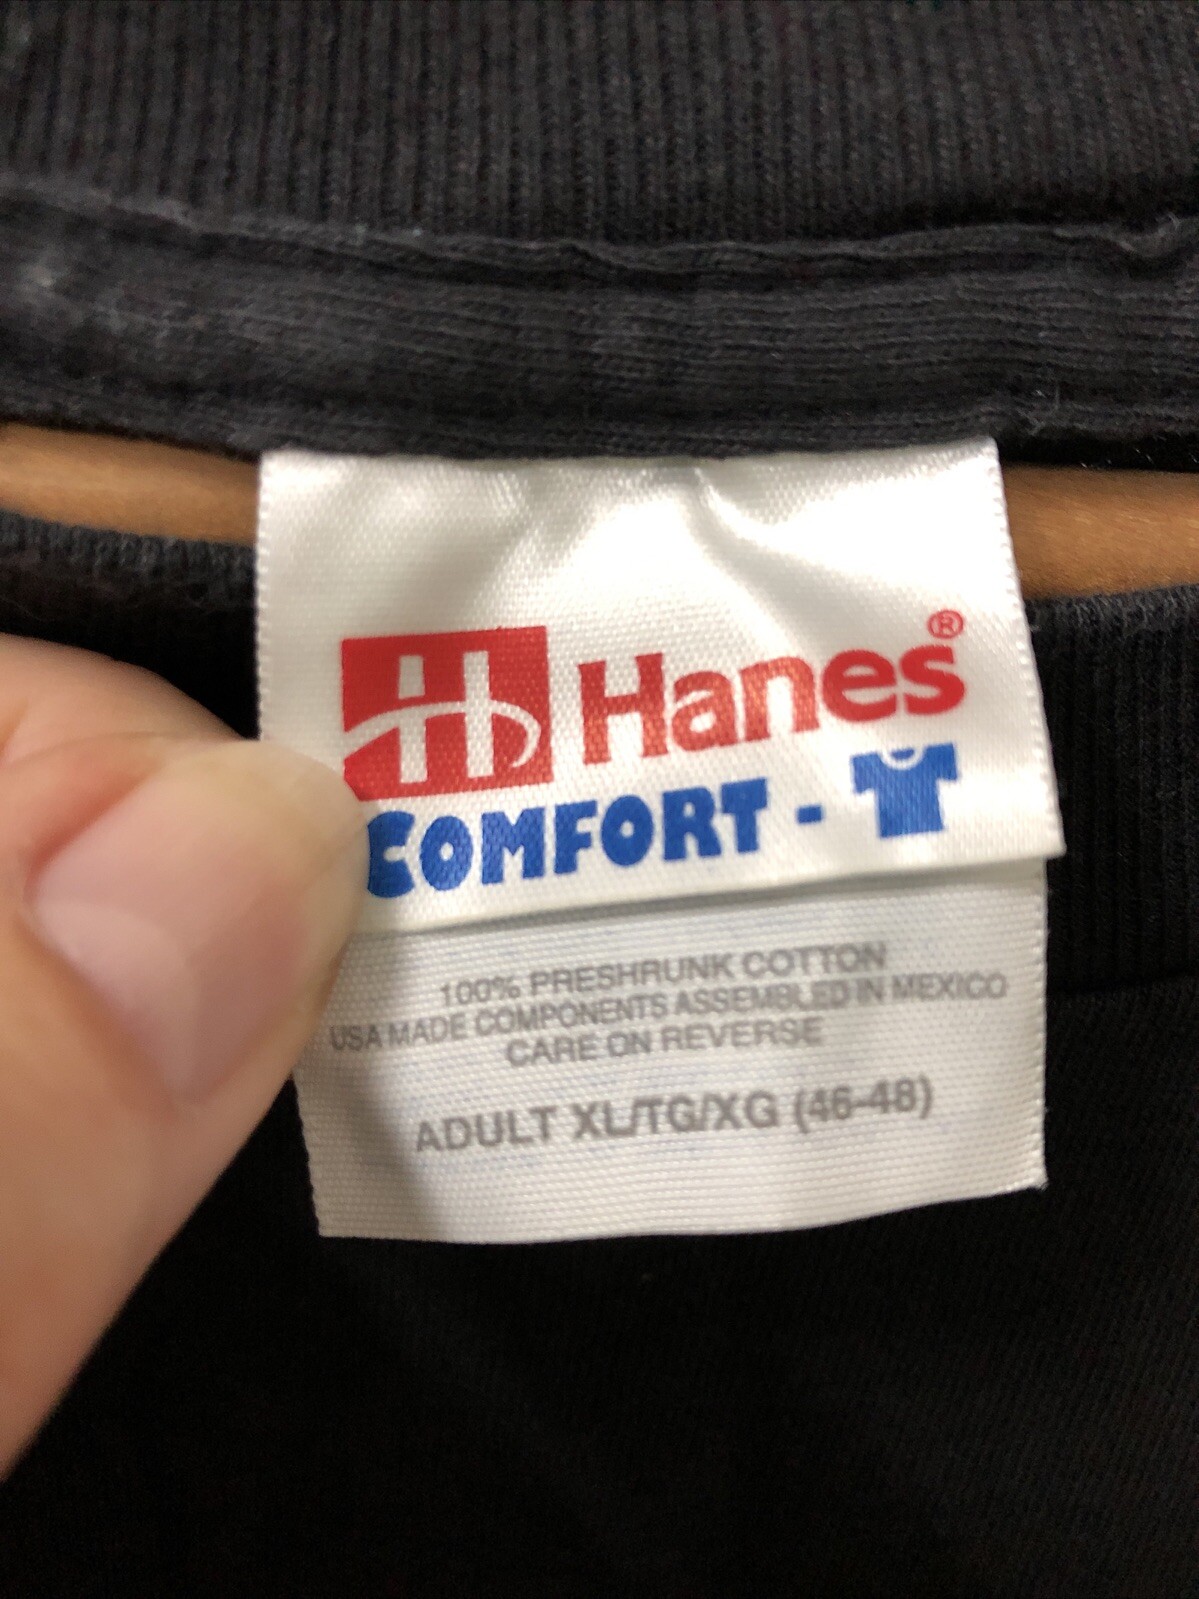 H Hanes®
COMFORT -
100% PRESHRUNK COTTON
USA MADE COMPONENTS ASSEMBLED IN MEXICO
CARE ON REVERSE
ADULT XL/TG/XG (46-48)